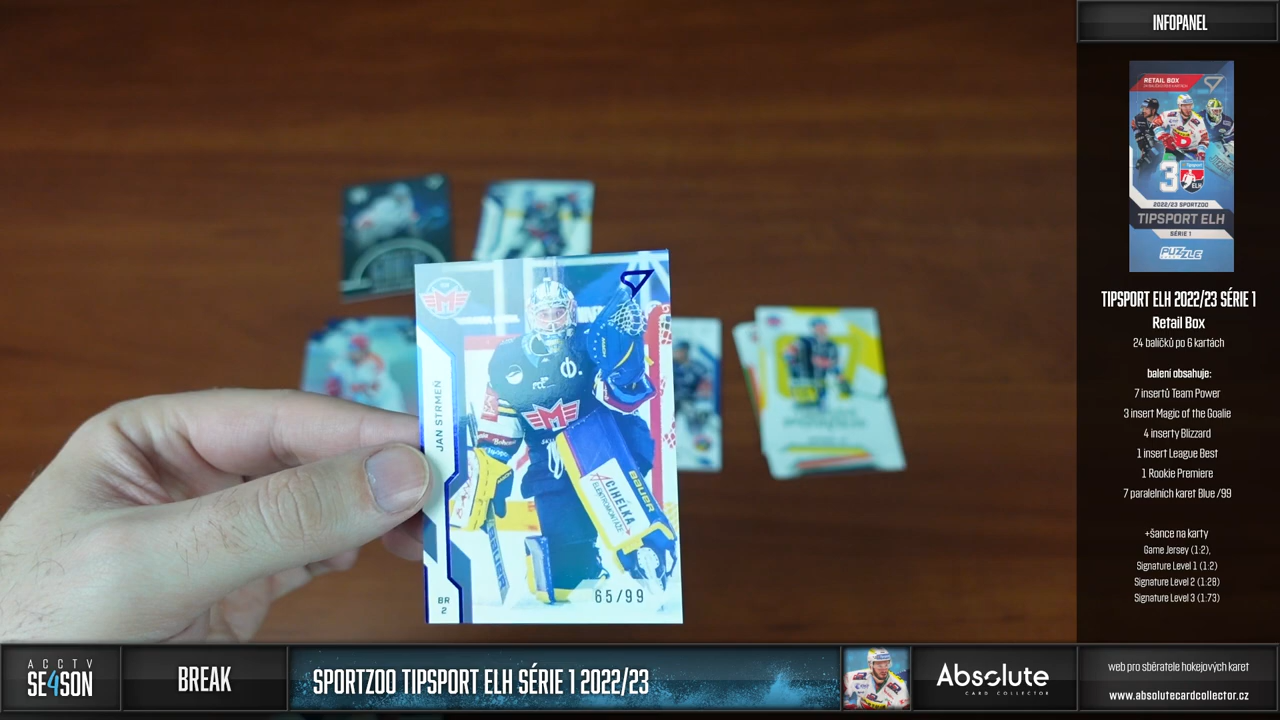 INFOPANEL
RETAIL BOX
3
2022/23 SPORTZOO
TIPSPORT ELH
SÉRIE 1
PUZZLE
TIPSPORT ELH 2022/23 SÉRIE 1
Retail Box
24 balíčků po 6 kartách
balení obsahuje:
7 insertů Team Power
3 insert Magic of the Goalie
4 inserty Blizzard
1 insert League Best
1 Rookie Premiere
7 paralelních karet Blue /99
+šance na karty
Game Jersey (1:2),
Signature Level 1 (1:2)
Signature Level 2 (1:28)
Signature Level 3 (1:73)
M
JAN STRMEŇ
M
CIHELKA
ELEKTROMONTÁŽE
BAUER
BR
2
65/99
ACCTV
SE4SON
BREAK
SPORTZOO TIPSPORT ELH SÉRIE 1 2022/23
Absolute
CARD COLLECTOR
web pro sběratele hokejových karet
www.absolutecardcollector.cz